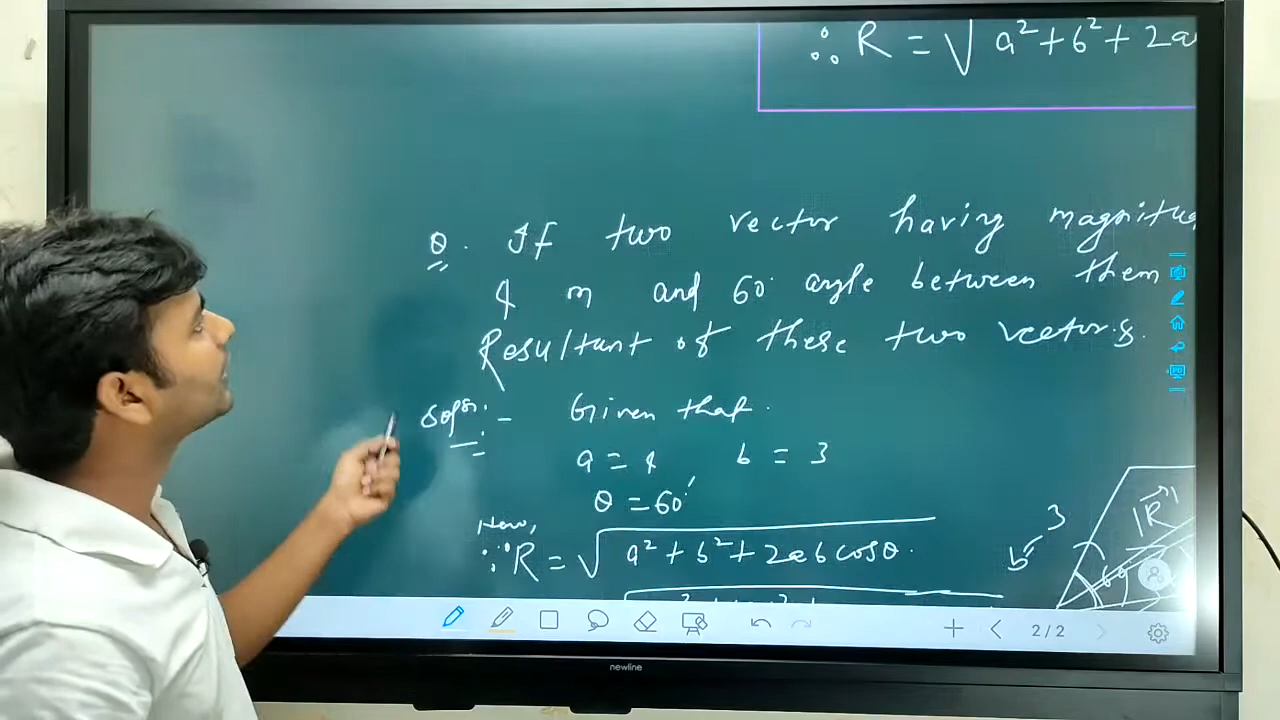 ∴ R = √ a² + b² + 2a
Q. If two vector having magnitu
4 m and 60° angle between them
Resultant of these two vectors.
Soln. :- Given that.
a = 4 b = 3
θ = 60°
Now,
∵ R = √ a² + b² + 2ab cosθ.
3
b
|R⃗|
60
2/2
newline